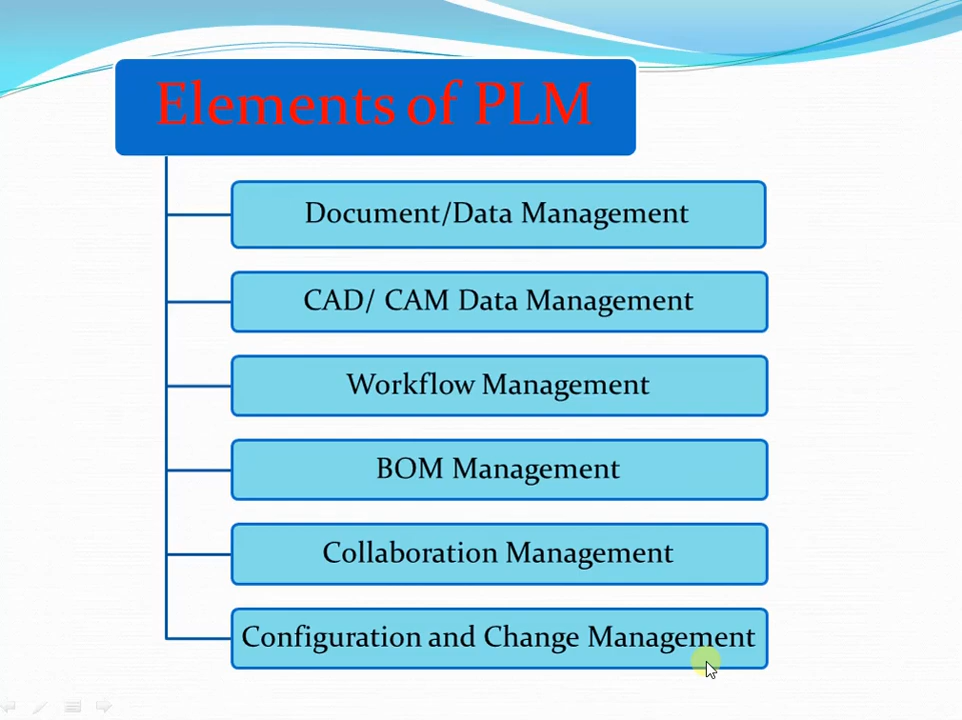 Elements of PLM
Document/Data Management
CAD/ CAM Data Management
Workflow Management
BOM Management
Collaboration Management
Configuration and Change Management